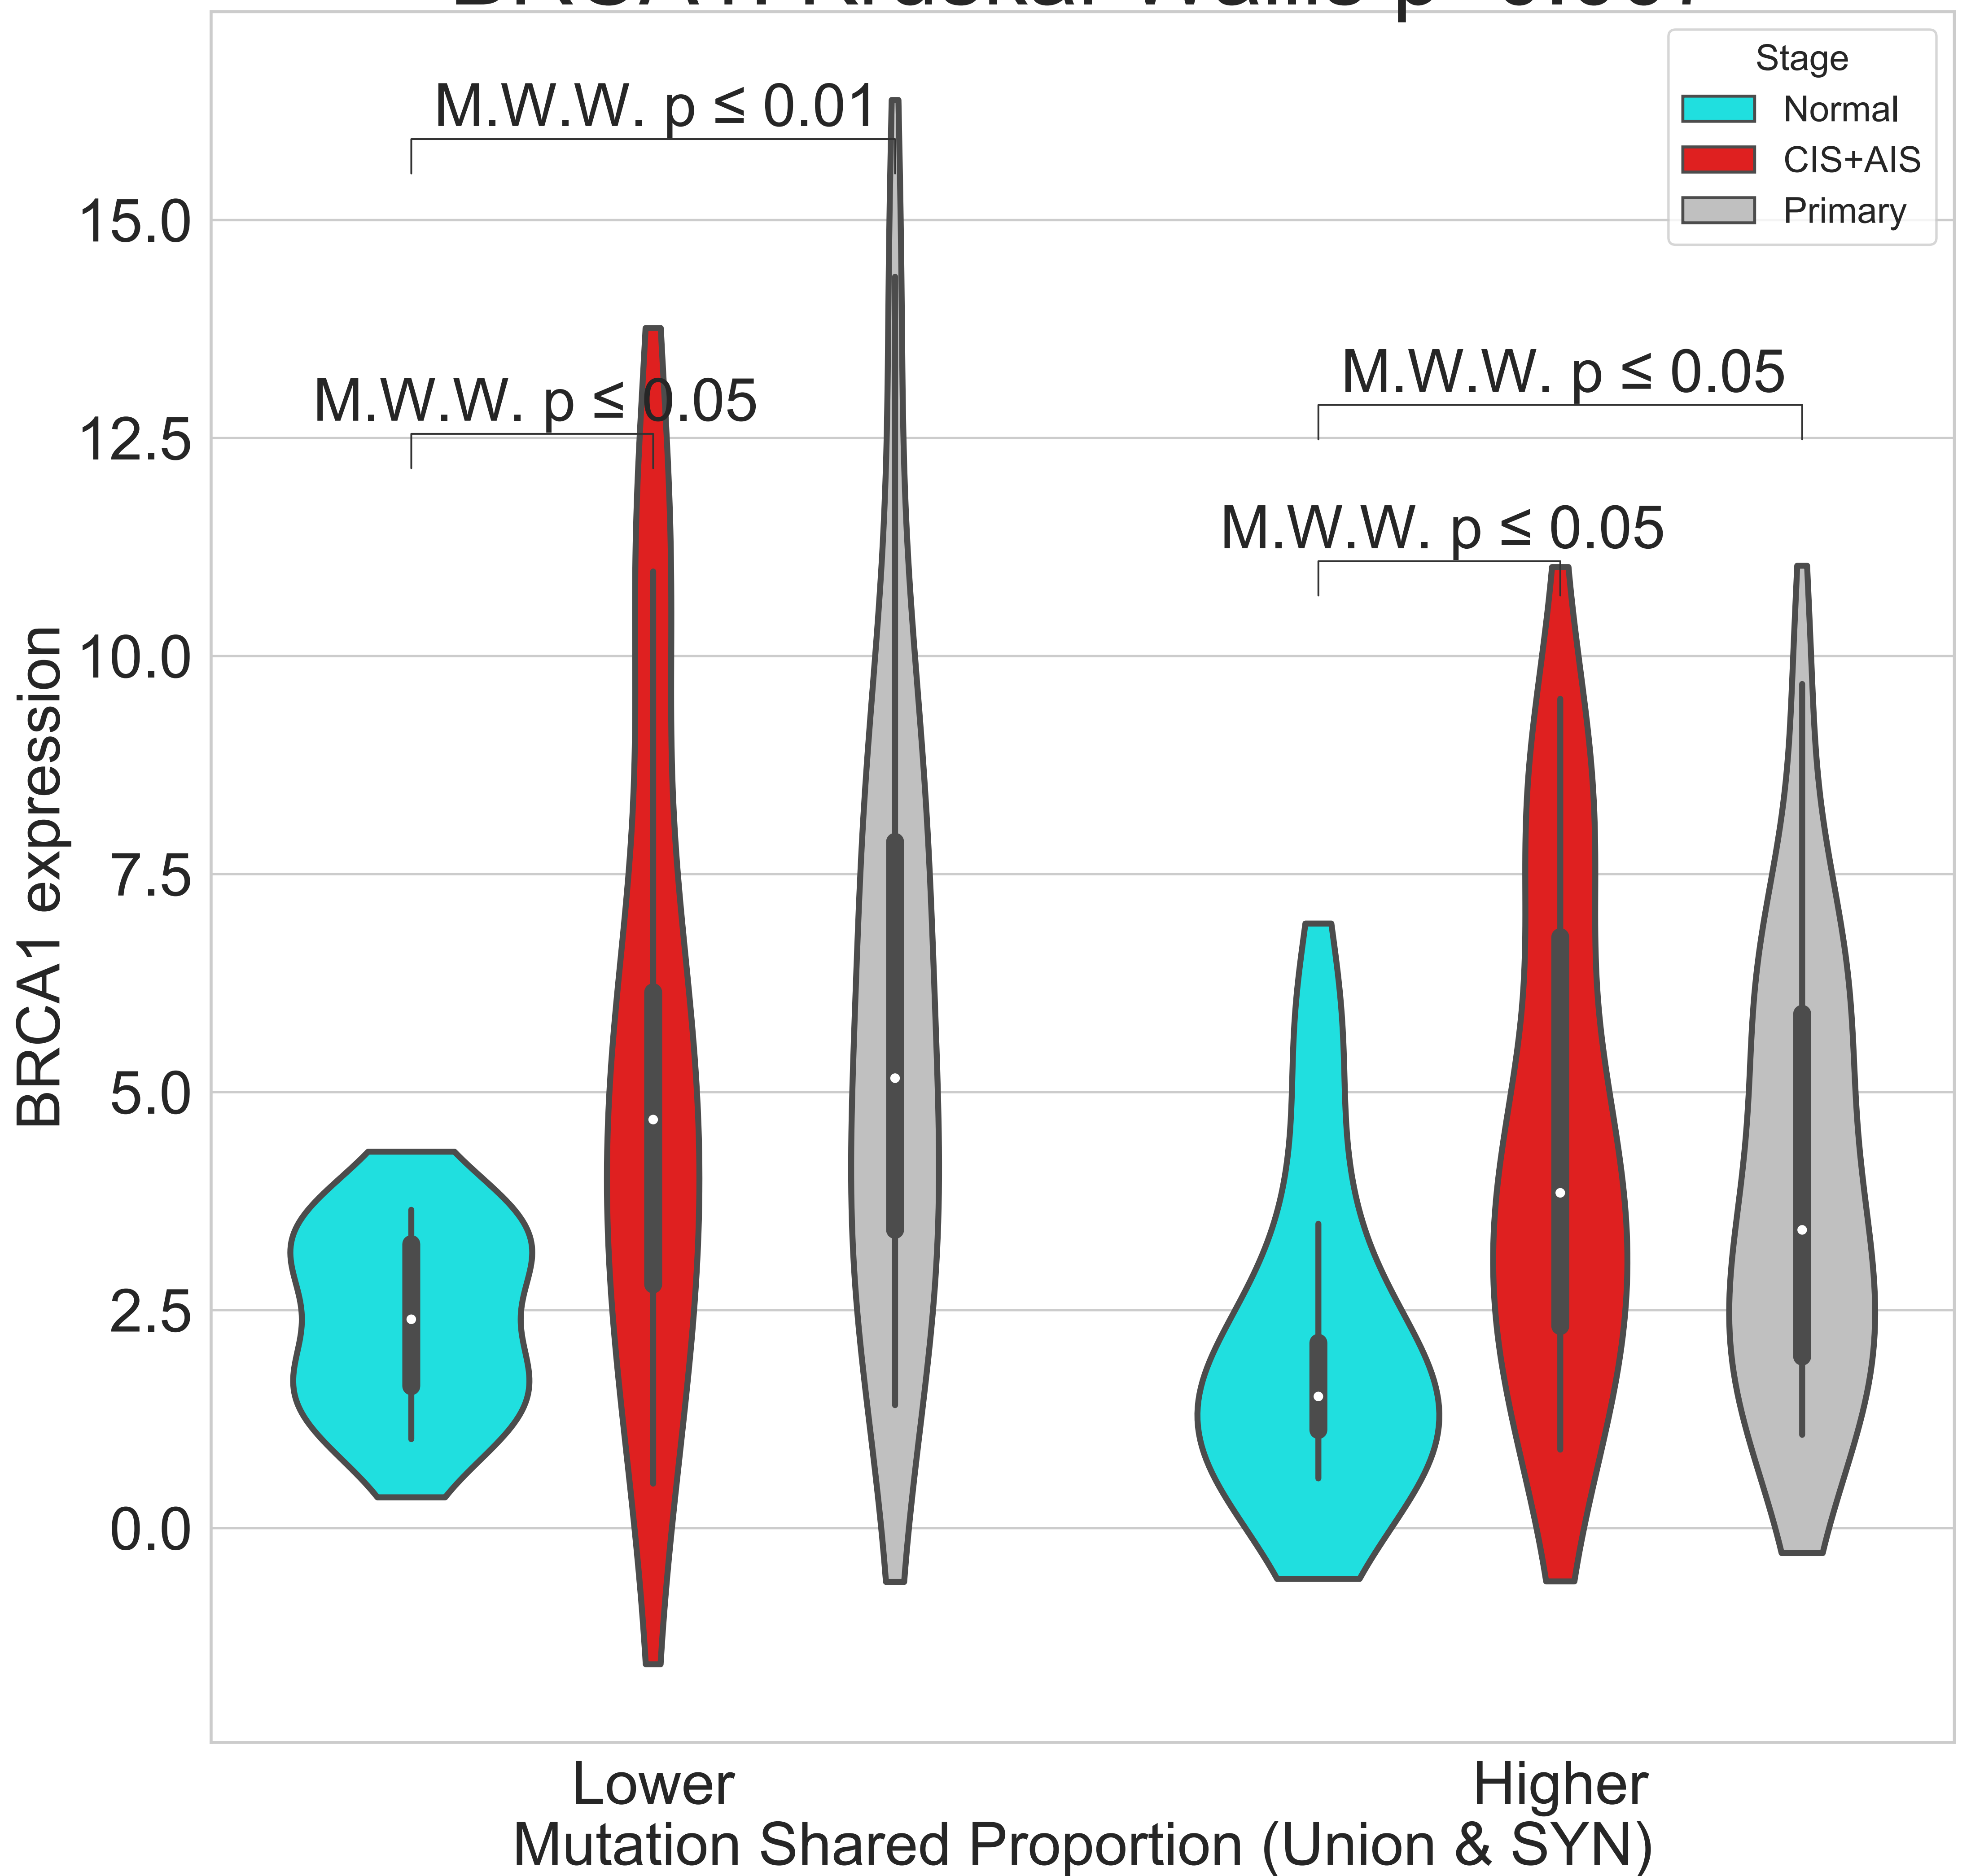 Stage
Normal
CIS+AIS
Primary
M.W.W. p ≤ 0.01
M.W.W. p ≤ 0.05
M.W.W. p ≤ 0.05
M.W.W. p ≤ 0.05
15.0
12.5
10.0
7.5
5.0
2.5
0.0
BRCA1 expression
Lower
Higher
Mutation Shared Proportion (Union & SYN)